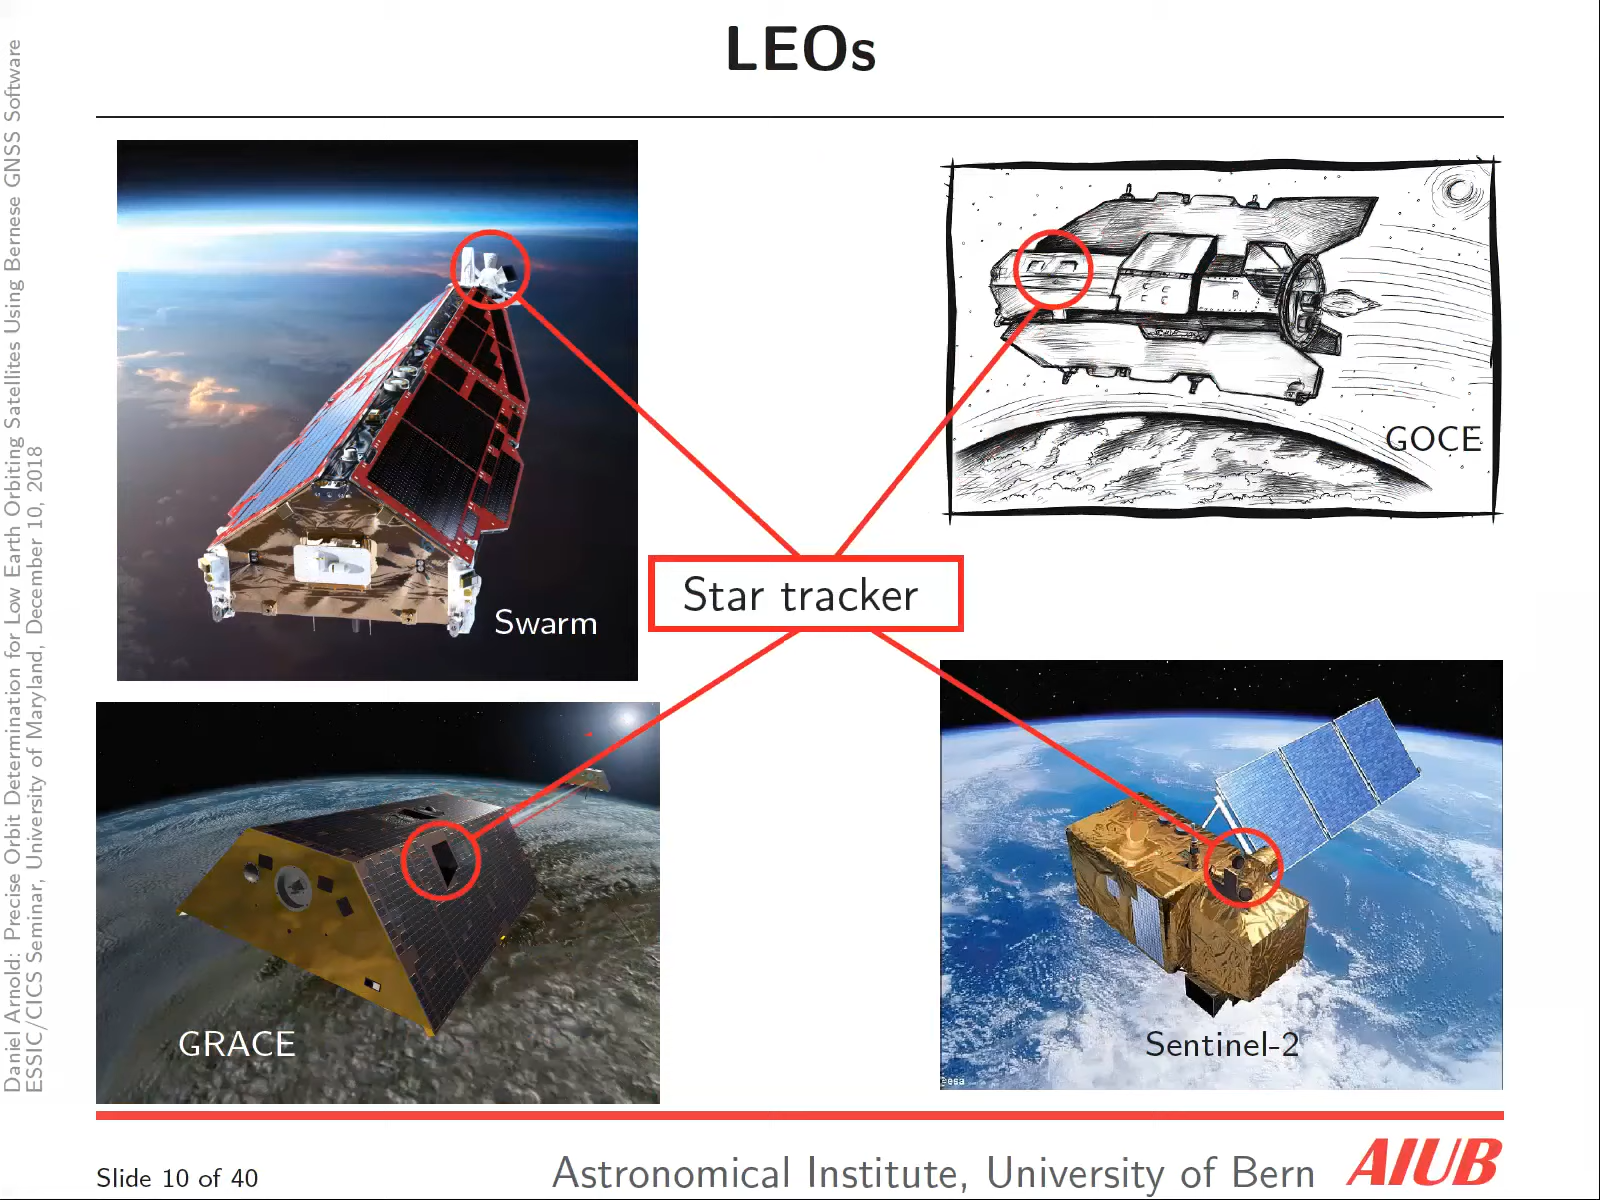 LEOs
Daniel Arnold: Precise Orbit Determination for Low Earth Orbiting Satellites Using Bernese GNSS Software
ESSIC/CICS Seminar, University of Maryland, December 10, 2018
Swarm
GOCE
Star tracker
GRACE
Sentinel-2
esa
Slide 10 of 40
Astronomical Institute, University of Bern
AIUB